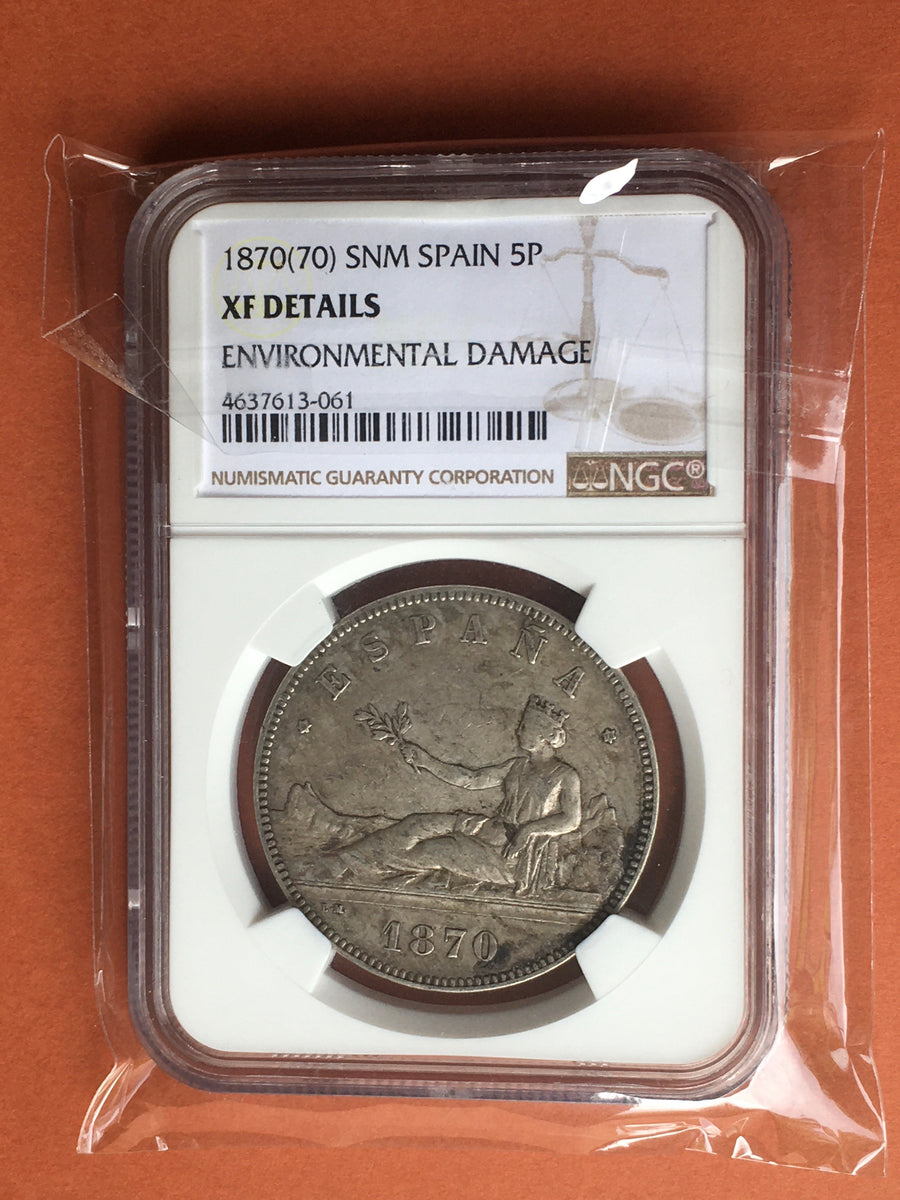 1870(70) SNM SPAIN 5P
XF DETAILS
ENVIRONMENTAL DAMAGE
4637613-061
NUMISMATIC GUARANTY CORPORATION NGC®
ESPAÑA
1870